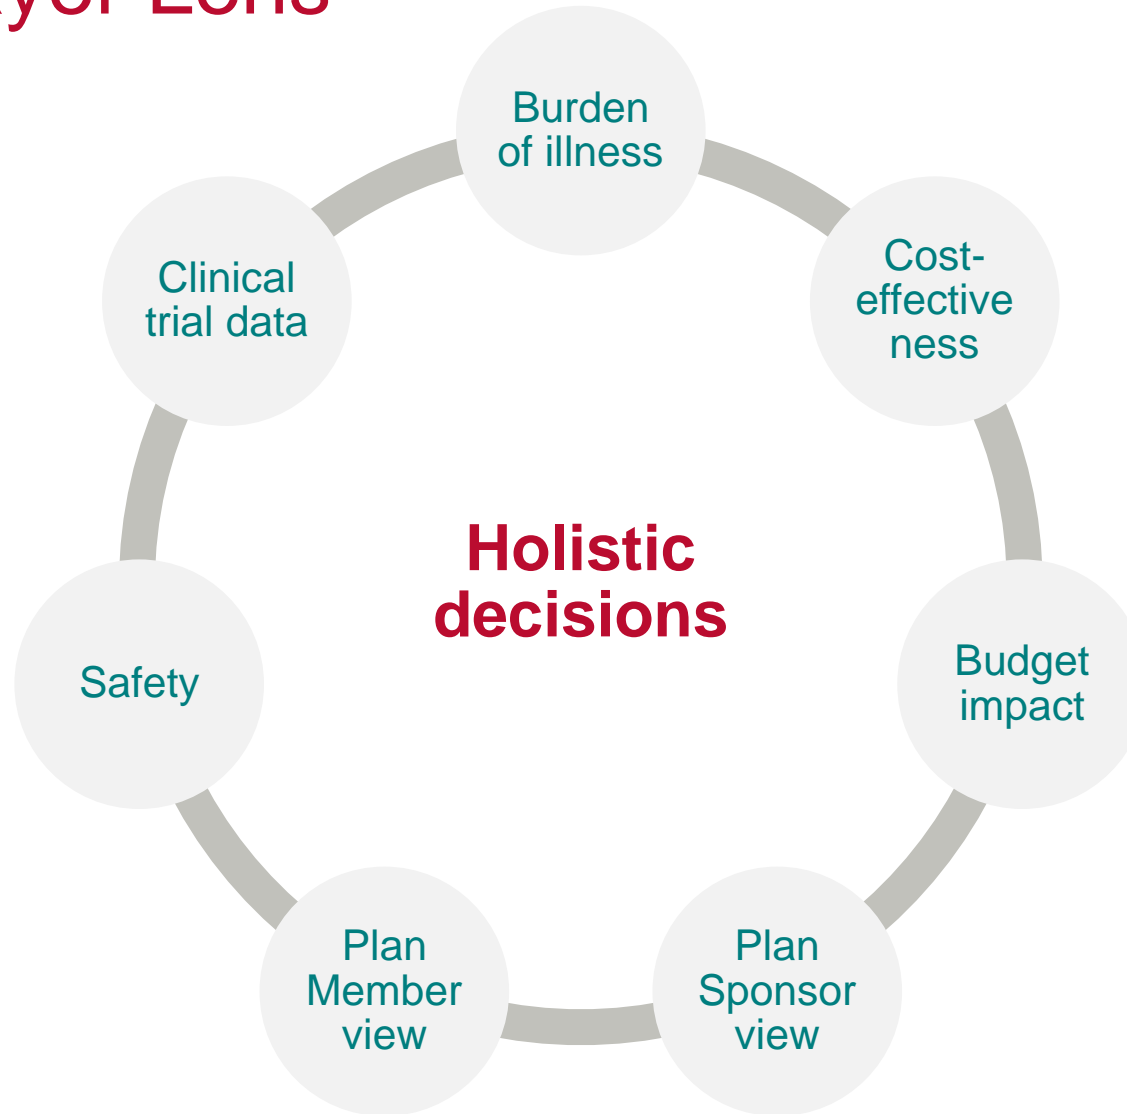 Burden
of illness
Cost-
effective
ness
Budget
impact
Plan
Sponsor
view
Plan
Member
view
Safety
Clinical
trial data
Holistic
decisions